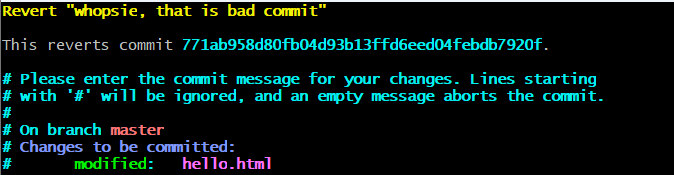 Revert "whopsie, that is bad commit"
This reverts commit 771ab958d80fb04d93b13ffd6eed04febdb7920f.
# Please enter the commit message for your changes. Lines starting
# with '#' will be ignored, and an empty message aborts the commit.
#
# On branch master
# Changes to be committed:
#       modified:   hello.html